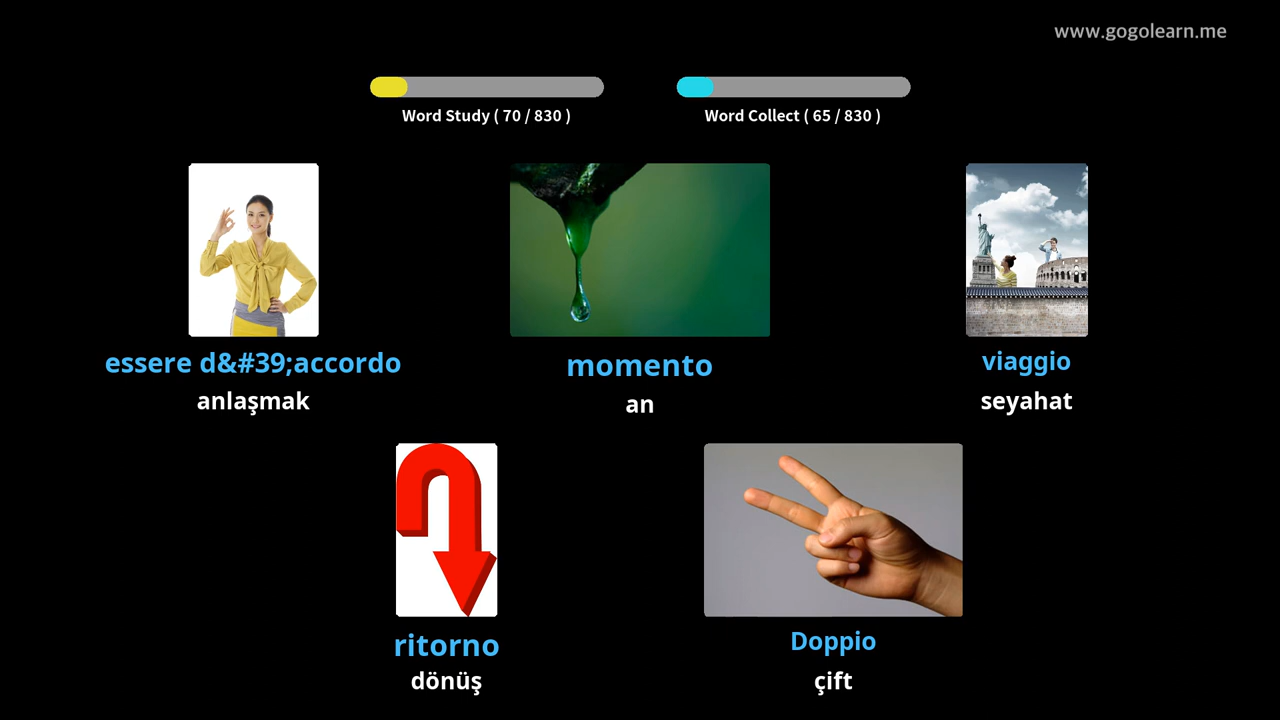 www.gogolearn.me
Word Study ( 70 / 830 )
Word Collect ( 65 / 830 )
essere d&#39;accordo
anlaşmak
momento
an
viaggio
seyahat
ritorno
dönüş
Doppio
çift